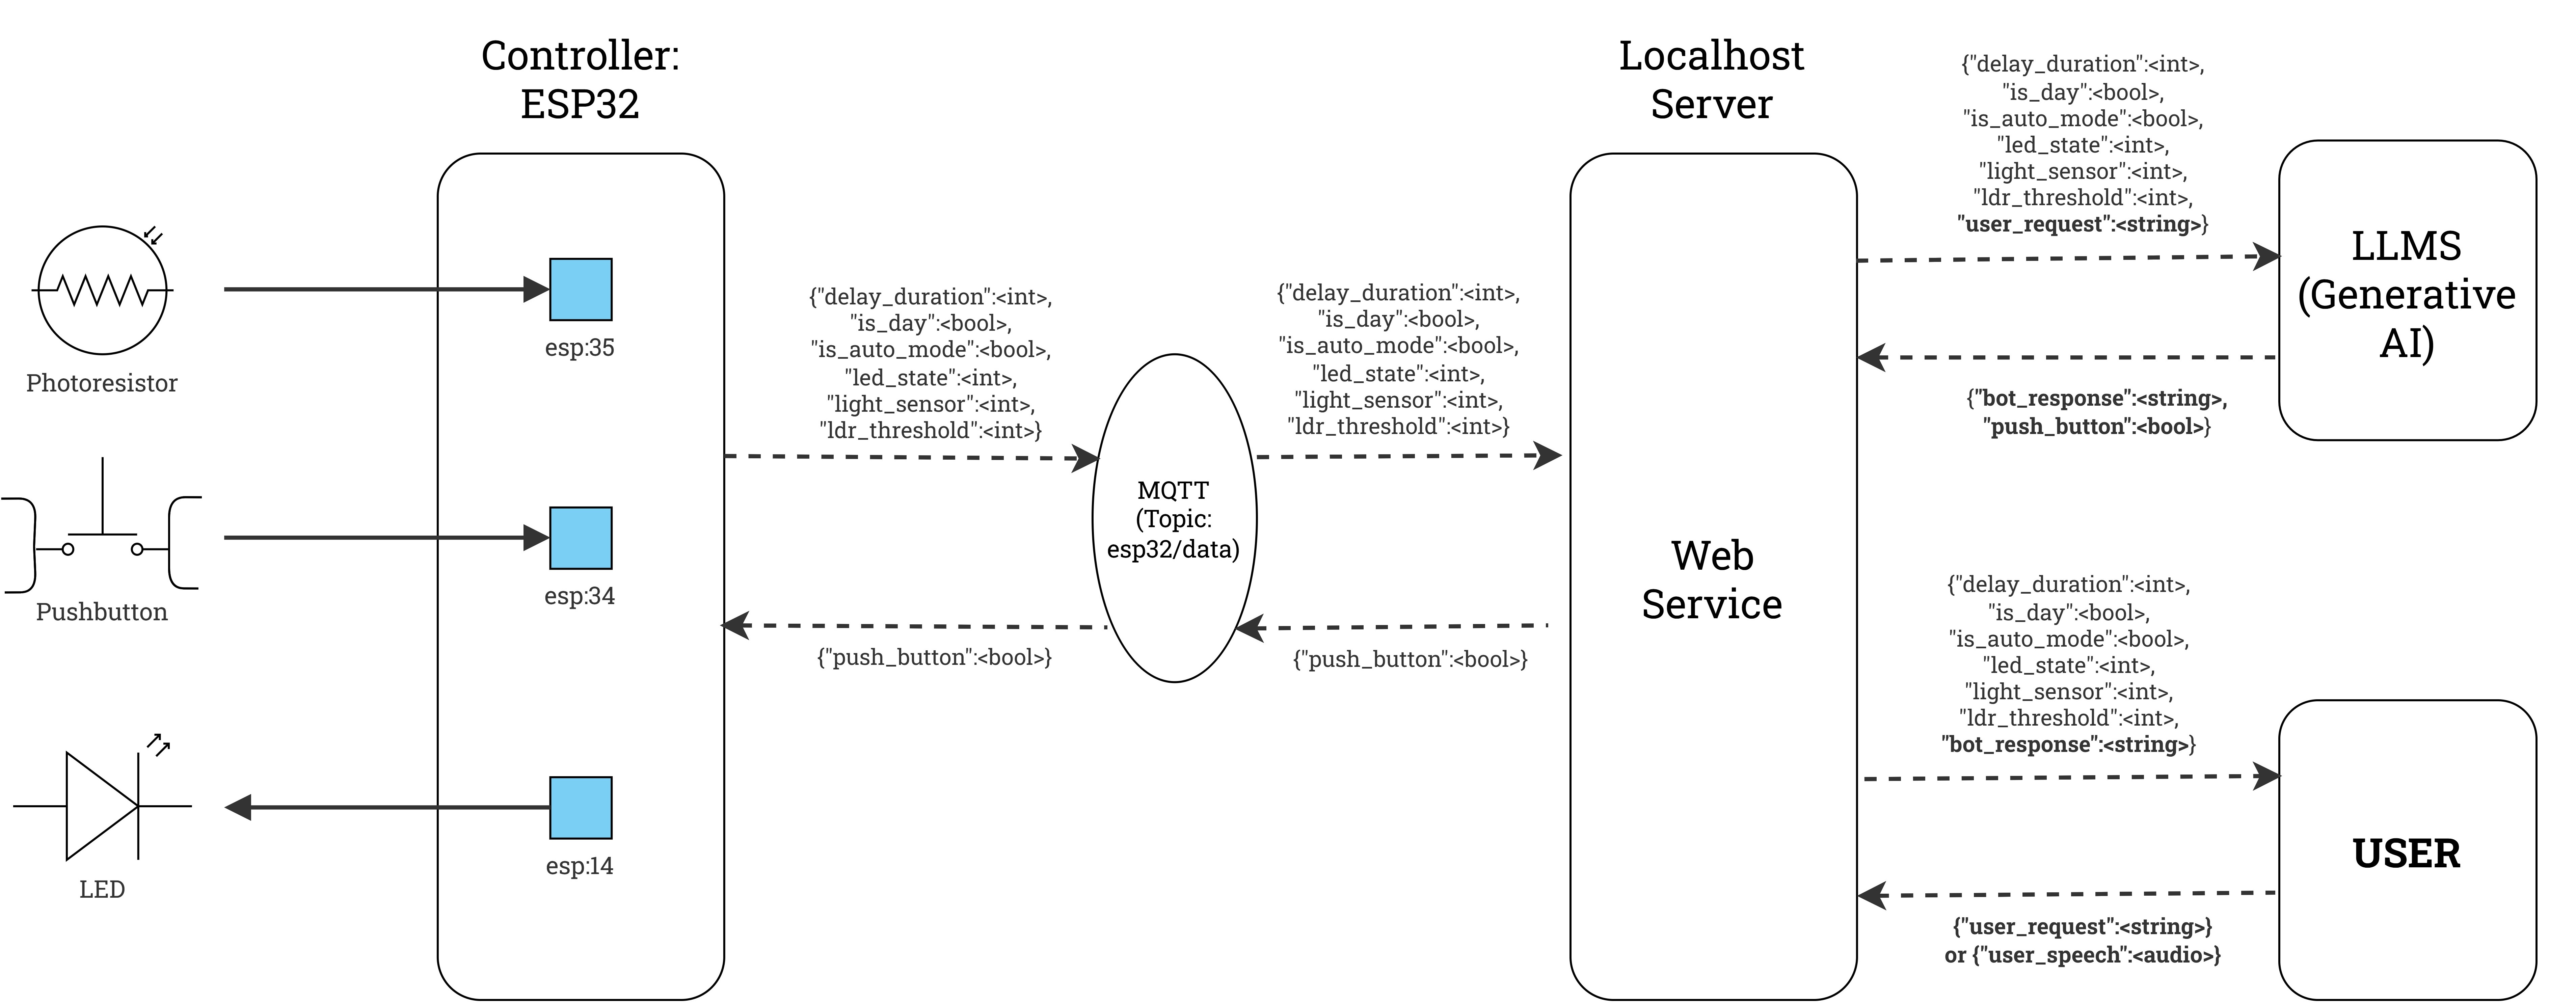 Controller:
ESP32
Photoresistor
esp:35
Pushbutton
esp:34
LED
esp:14
{"delay_duration":<int>,
"is_day":<bool>,
"is_auto_mode":<bool>,
"led_state":<int>,
"light_sensor":<int>,
"ldr_threshold":<int>}
{"push_button":<bool>}
MQTT
(Topic:
esp32/data)
{"delay_duration":<int>,
"is_day":<bool>,
"is_auto_mode":<bool>,
"led_state":<int>,
"light_sensor":<int>,
"ldr_threshold":<int>}
{"push_button":<bool>}
Localhost
Server
Web
Service
{"delay_duration":<int>,
"is_day":<bool>,
"is_auto_mode":<bool>,
"led_state":<int>,
"light_sensor":<int>,
"ldr_threshold":<int>,
"user_request":<string>}
{"bot_response":<string>,
"push_button":<bool>}
LLMS
(Generative
AI)
{"delay_duration":<int>,
"is_day":<bool>,
"is_auto_mode":<bool>,
"led_state":<int>,
"light_sensor":<int>,
"ldr_threshold":<int>,
"bot_response":<string>}
{"user_request":<string>}
or {"user_speech":<audio>}
USER